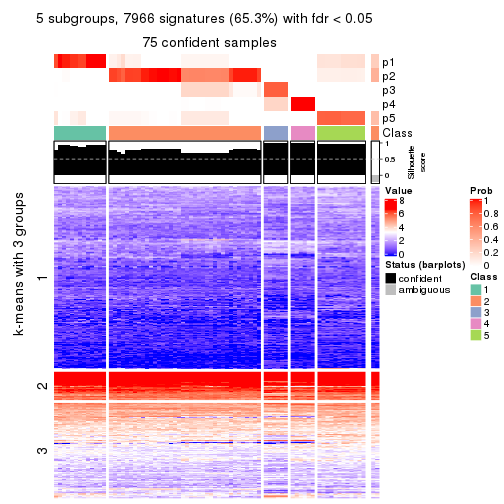 5 subgroups, 7966 signatures (65.3%) with fdr < 0.05
75 confident samples
p1
p2
p3
p4
p5
Class
1
0.5
0
Silhouette
score
k-means with 3 groups
1
2
3
Value
8
6
4
2
0
Status (barplots)
confident
ambiguous
Prob
1
0.8
0.6
0.4
0.2
0
Class
1
2
3
4
5